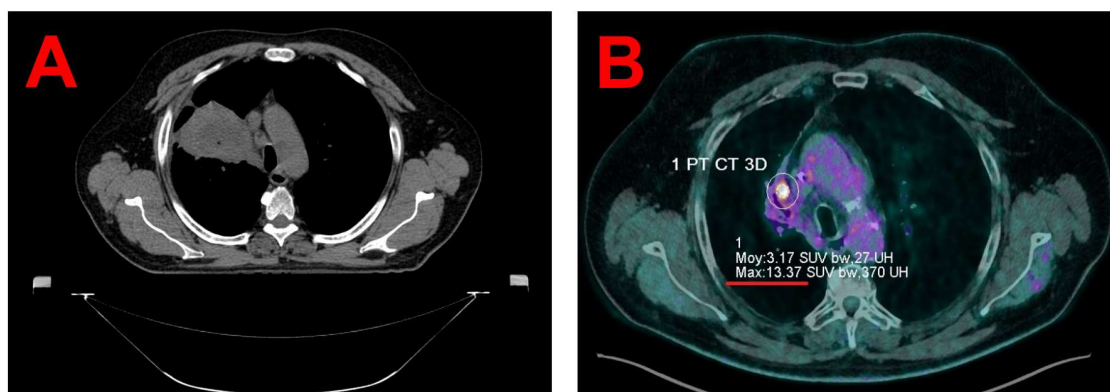 A
B
1 PT CT 3D
1
Moy:3.17 SUV bw,27 UH
Max:13.37 SUV bw,370 UH